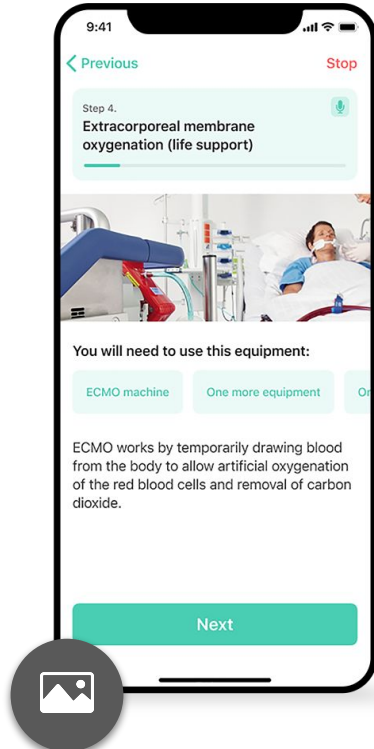 9:41
Previous
Stop
Step 4.
Extracorporeal membrane
oxygenation (life support)
You will need to use this equipment:
ECMO machine
One more equipment
Or
ECMO works by temporarily drawing blood
from the body to allow artificial oxygenation
of the red blood cells and removal of carbon
dioxide.
Next